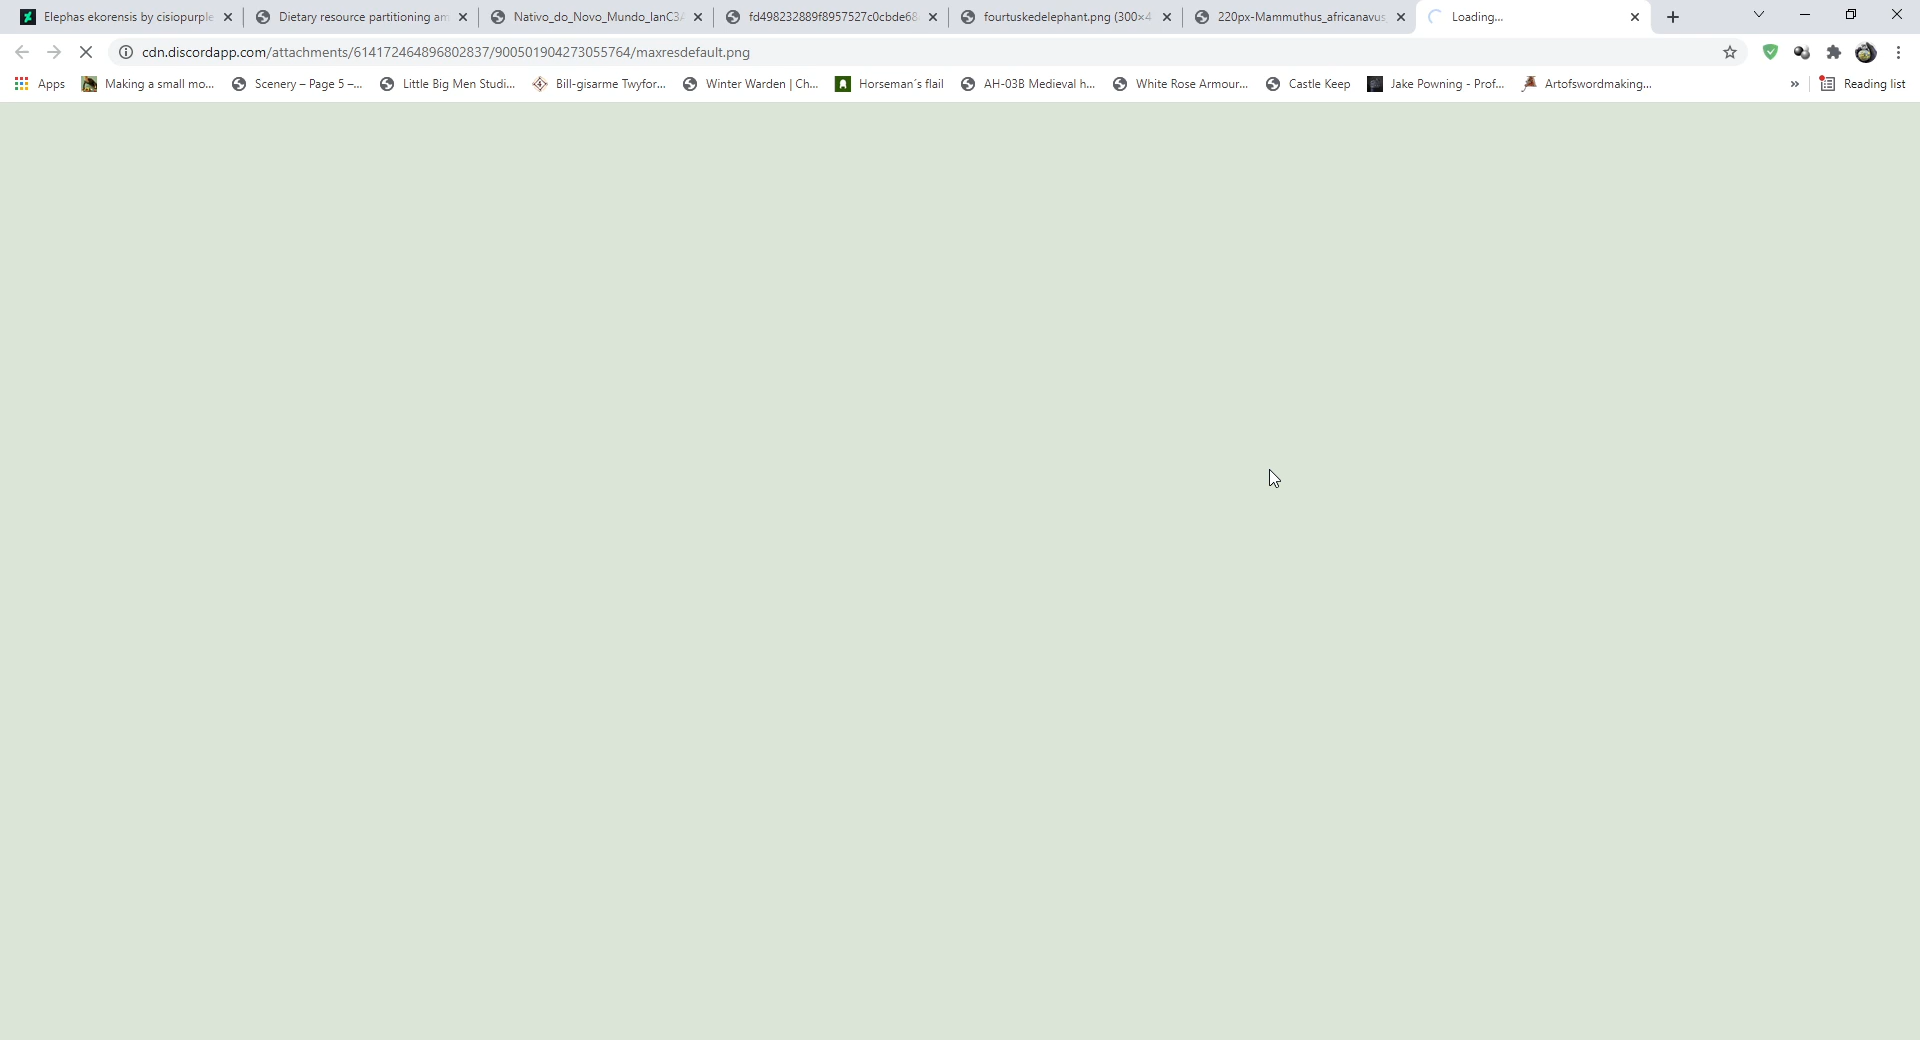 Elephas ekorensis by cisiopurple
Dietary resource partitioning am
Nativo_do_Novo_Mundo_lanC3A
fd498232889f8957527c0cbde68
fourtuskedelephant.png (300×4
220px-Mammuthus_africanavus
Loading...
cdn.discordapp.com/attachments/614172464896802837/900501904273055764/maxresdefault.png
Apps
Making a small mo...
Scenery – Page 5 –...
Little Big Men Studi...
Bill-gisarme Twyfor...
Winter Warden | Ch...
Horseman´s flail
AH-03B Medieval h...
White Rose Armour...
Castle Keep
Jake Powning - Prof...
Artofswordmaking...
»
Reading list